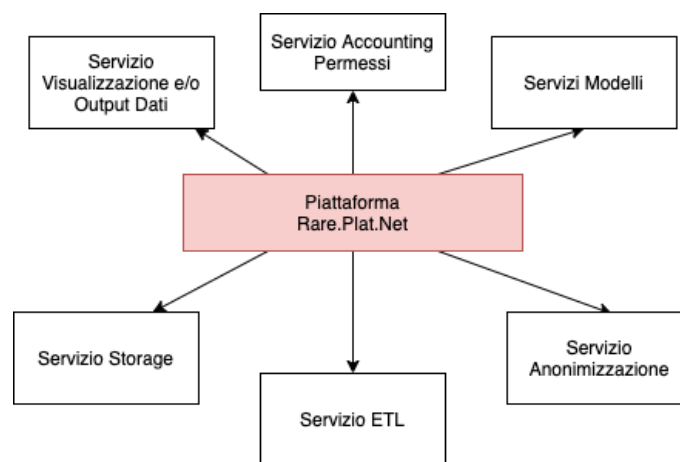 Servizio
Visualizzazione e/o
Output Dati
Servizio Accounting
Permessi
Servizi Modelli
Piattaforma
Rare.Plat.Net
Servizio Storage
Servizio ETL
Servizio
Anonimizzazione